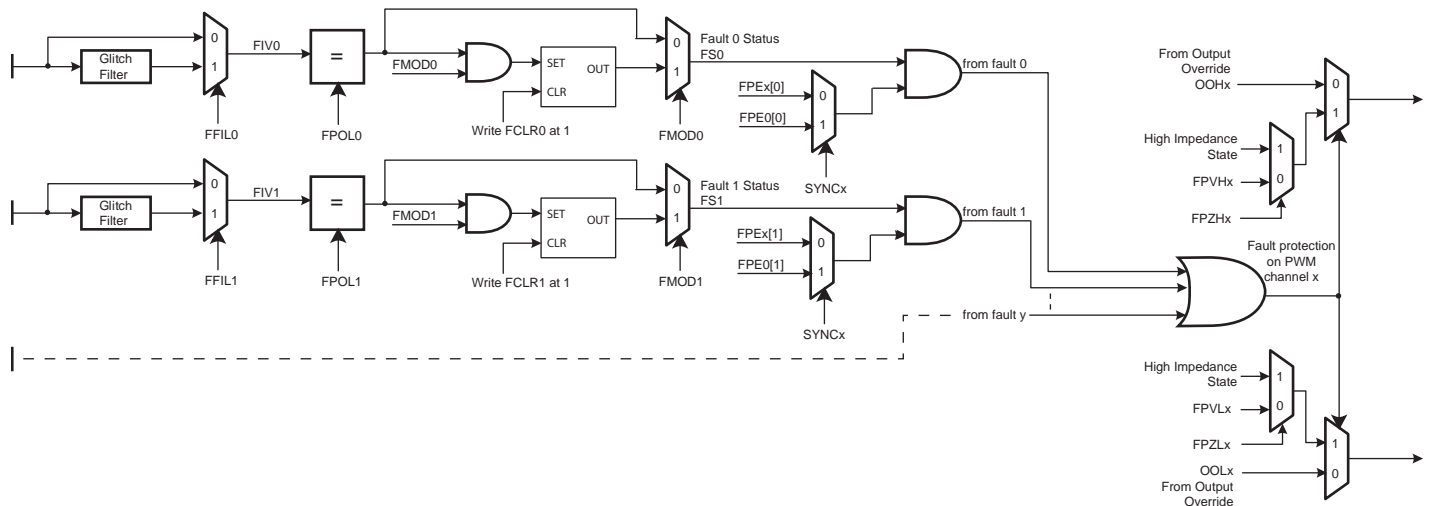 0
Glitch
Filter
1
FIV0
FFIL0
=
FPOL0
FMOD0
SET
OUT
CLR
Write FCLR0 at 1
0
1
FMOD0
Fault 0 Status
FS0
FPEx[0]
FPE0[0]
0
1
SYNCx
from fault 0
0
Glitch
Filter
1
FIV1
FFIL1
=
FPOL1
FMOD1
SET
OUT
CLR
Write FCLR1 at 1
0
1
FMOD1
Fault 1 Status
FS1
FPEx[1]
FPE0[1]
0
1
SYNCx
from fault 1
from fault y
From Output
Override
OOHx
0
1
High Impedance
State
1
FPVHx
0
FPZHx
Fault protection
on PWM
channel x
High Impedance
State
1
FPVLx
0
FPZLx
1
OOLx
0
From Output
Override